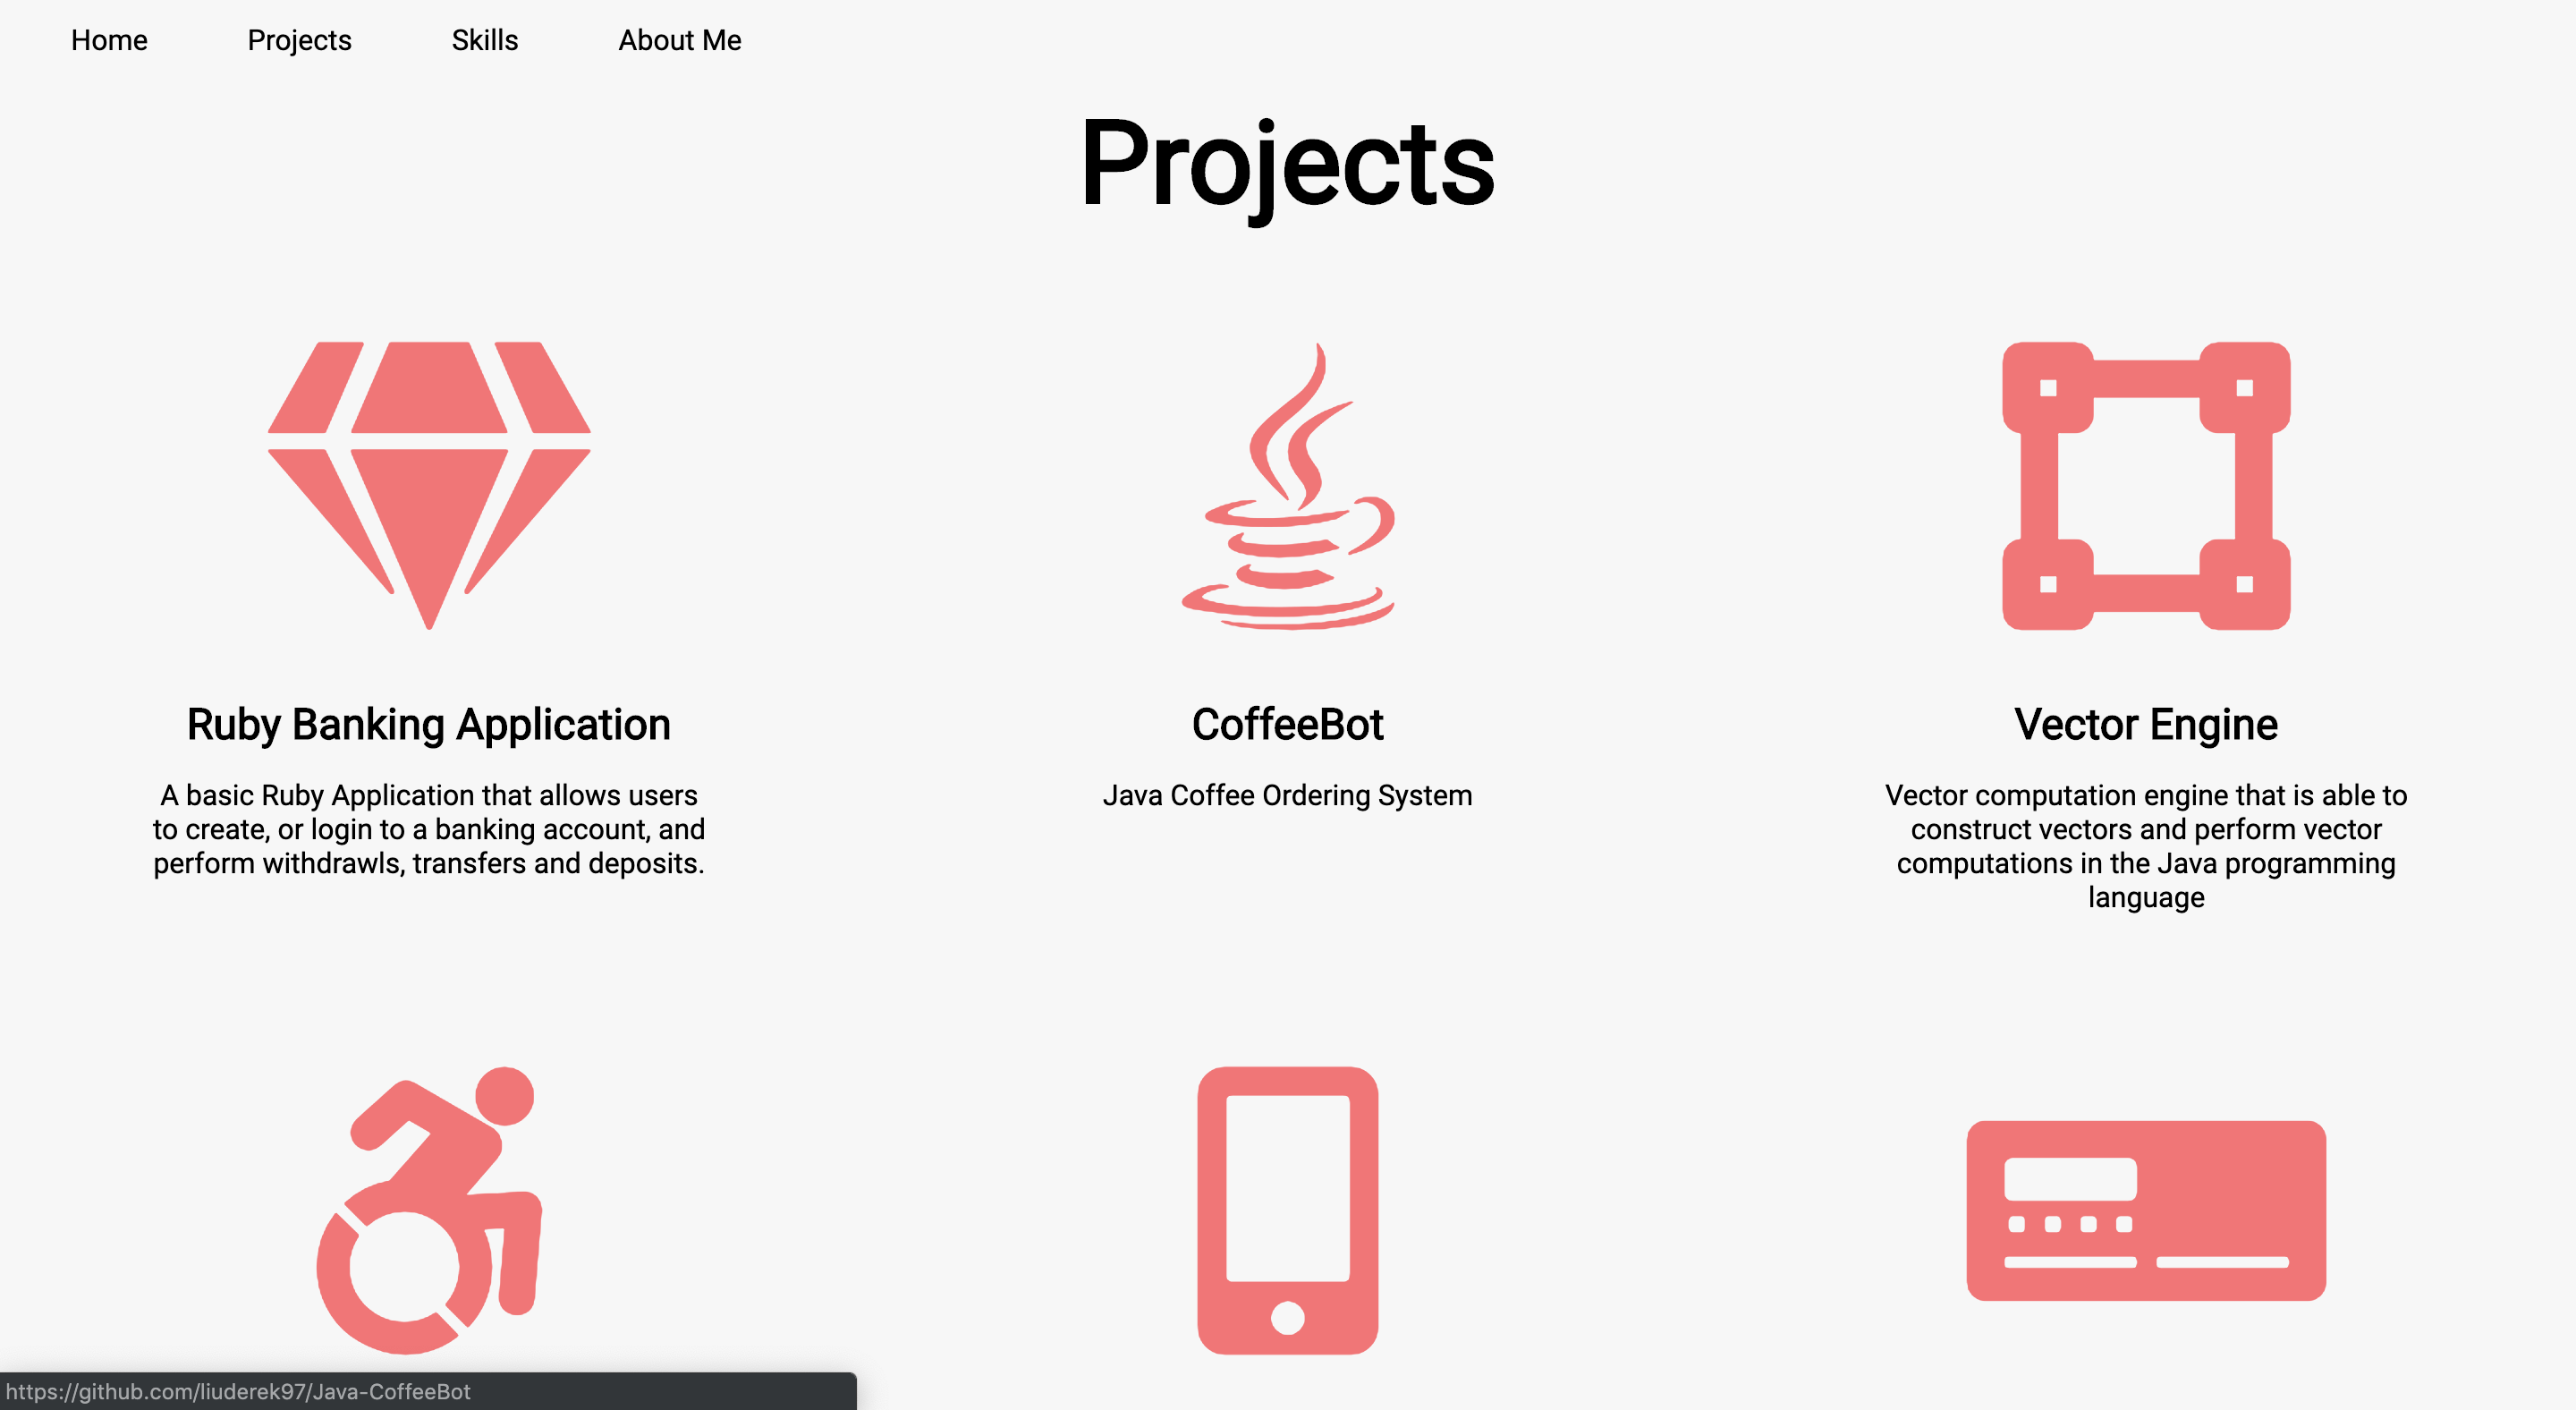 Home Projects Skills About Me
Projects
Ruby Banking Application
A basic Ruby Application that allows users
to create, or login to a banking account, and
perform withdrawls, transfers and deposits.
CoffeeBot
Java Coffee Ordering System
Vector Engine
Vector computation engine that is able to
construct vectors and perform vector
computations in the Java programming
language
https://github.com/liuderek97/Java-CoffeeBot